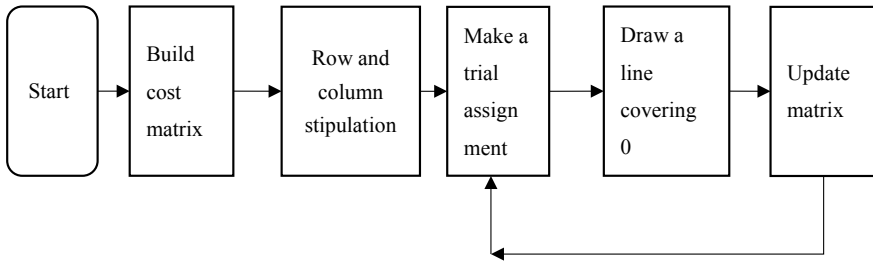 Start
Build
cost
matrix
Row and
column
stipulation
Make a
trial
assign
ment
Draw a
line
covering
0
Update
matrix